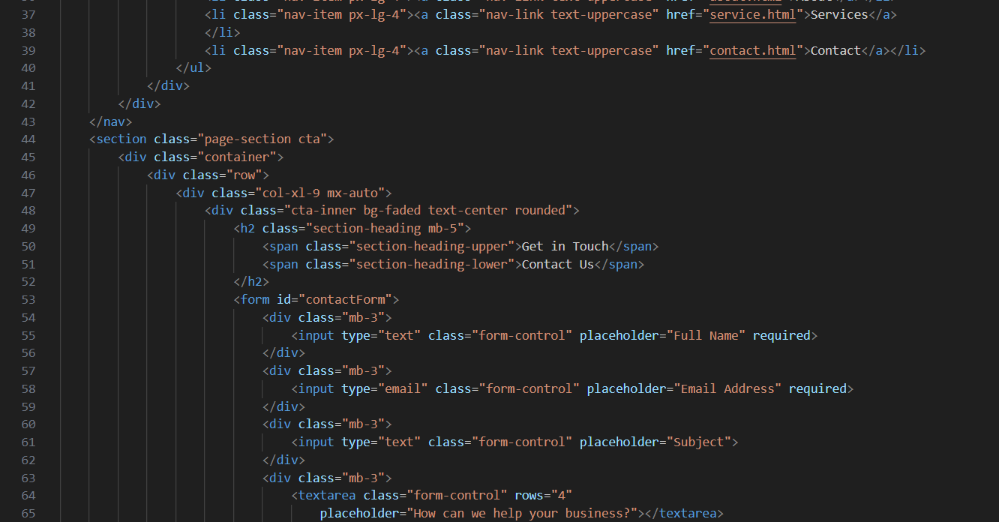 37 <li class="nav-item px-lg-4"><a class="nav-link text-uppercase" href="service.html">Services</a>
38 </li>
39 <li class="nav-item px-lg-4"><a class="nav-link text-uppercase" href="contact.html">Contact</a></li>
40 </ul>
41 </div>
42 </div>
43 </nav>
44 <section class="page-section cta">
45 <div class="container">
46 <div class="row">
47 <div class="col-xl-9 mx-auto">
48 <div class="cta-inner bg-faded text-center rounded">
49 <h2 class="section-heading mb-5">
50 <span class="section-heading-upper">Get in Touch</span>
51 <span class="section-heading-lower">Contact Us</span>
52 </h2>
53 <form id="contactForm">
54 <div class="mb-3">
55 <input type="text" class="form-control" placeholder="Full Name" required>
56 </div>
57 <div class="mb-3">
58 <input type="email" class="form-control" placeholder="Email Address" required>
59 </div>
60 <div class="mb-3">
61 <input type="text" class="form-control" placeholder="Subject">
62 </div>
63 <div class="mb-3">
64 <textarea class="form-control" rows="4"
65 placeholder="How can we help your business?"></textarea>